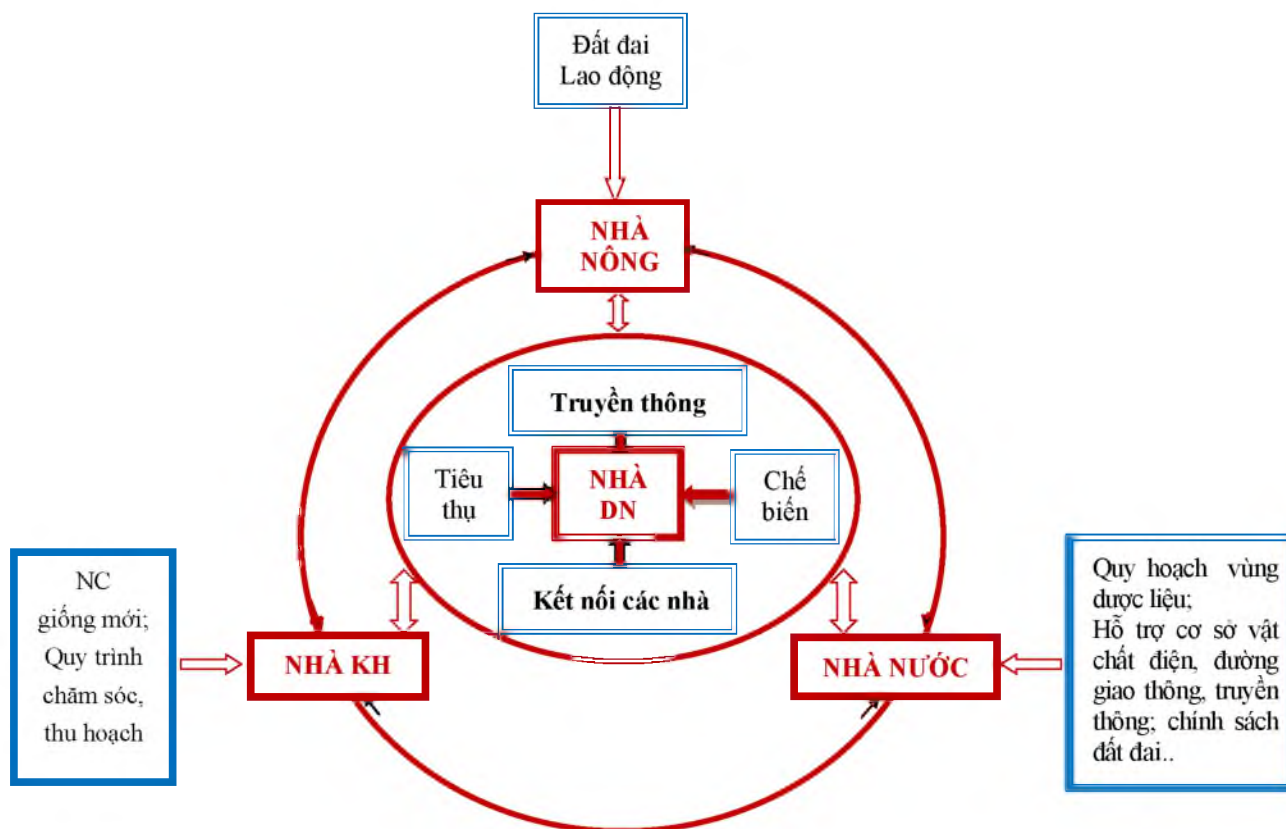 Đất đai
Lao động
NHÀ
NÔNG
Truyền thông
Tiêu
thụ
NHÀ
DN
Chế
biến
Kết nối các nhà
NC
giống mới;
Quy trình
chăm sóc,
thu hoạch
NHÀ KH
NHÀ NƯỚC
Quy hoạch vùng
dược liệu;
Hỗ trợ cơ sở vật
chất điện, đường
giao thông, truyền
thông; chính sách
đất đai..